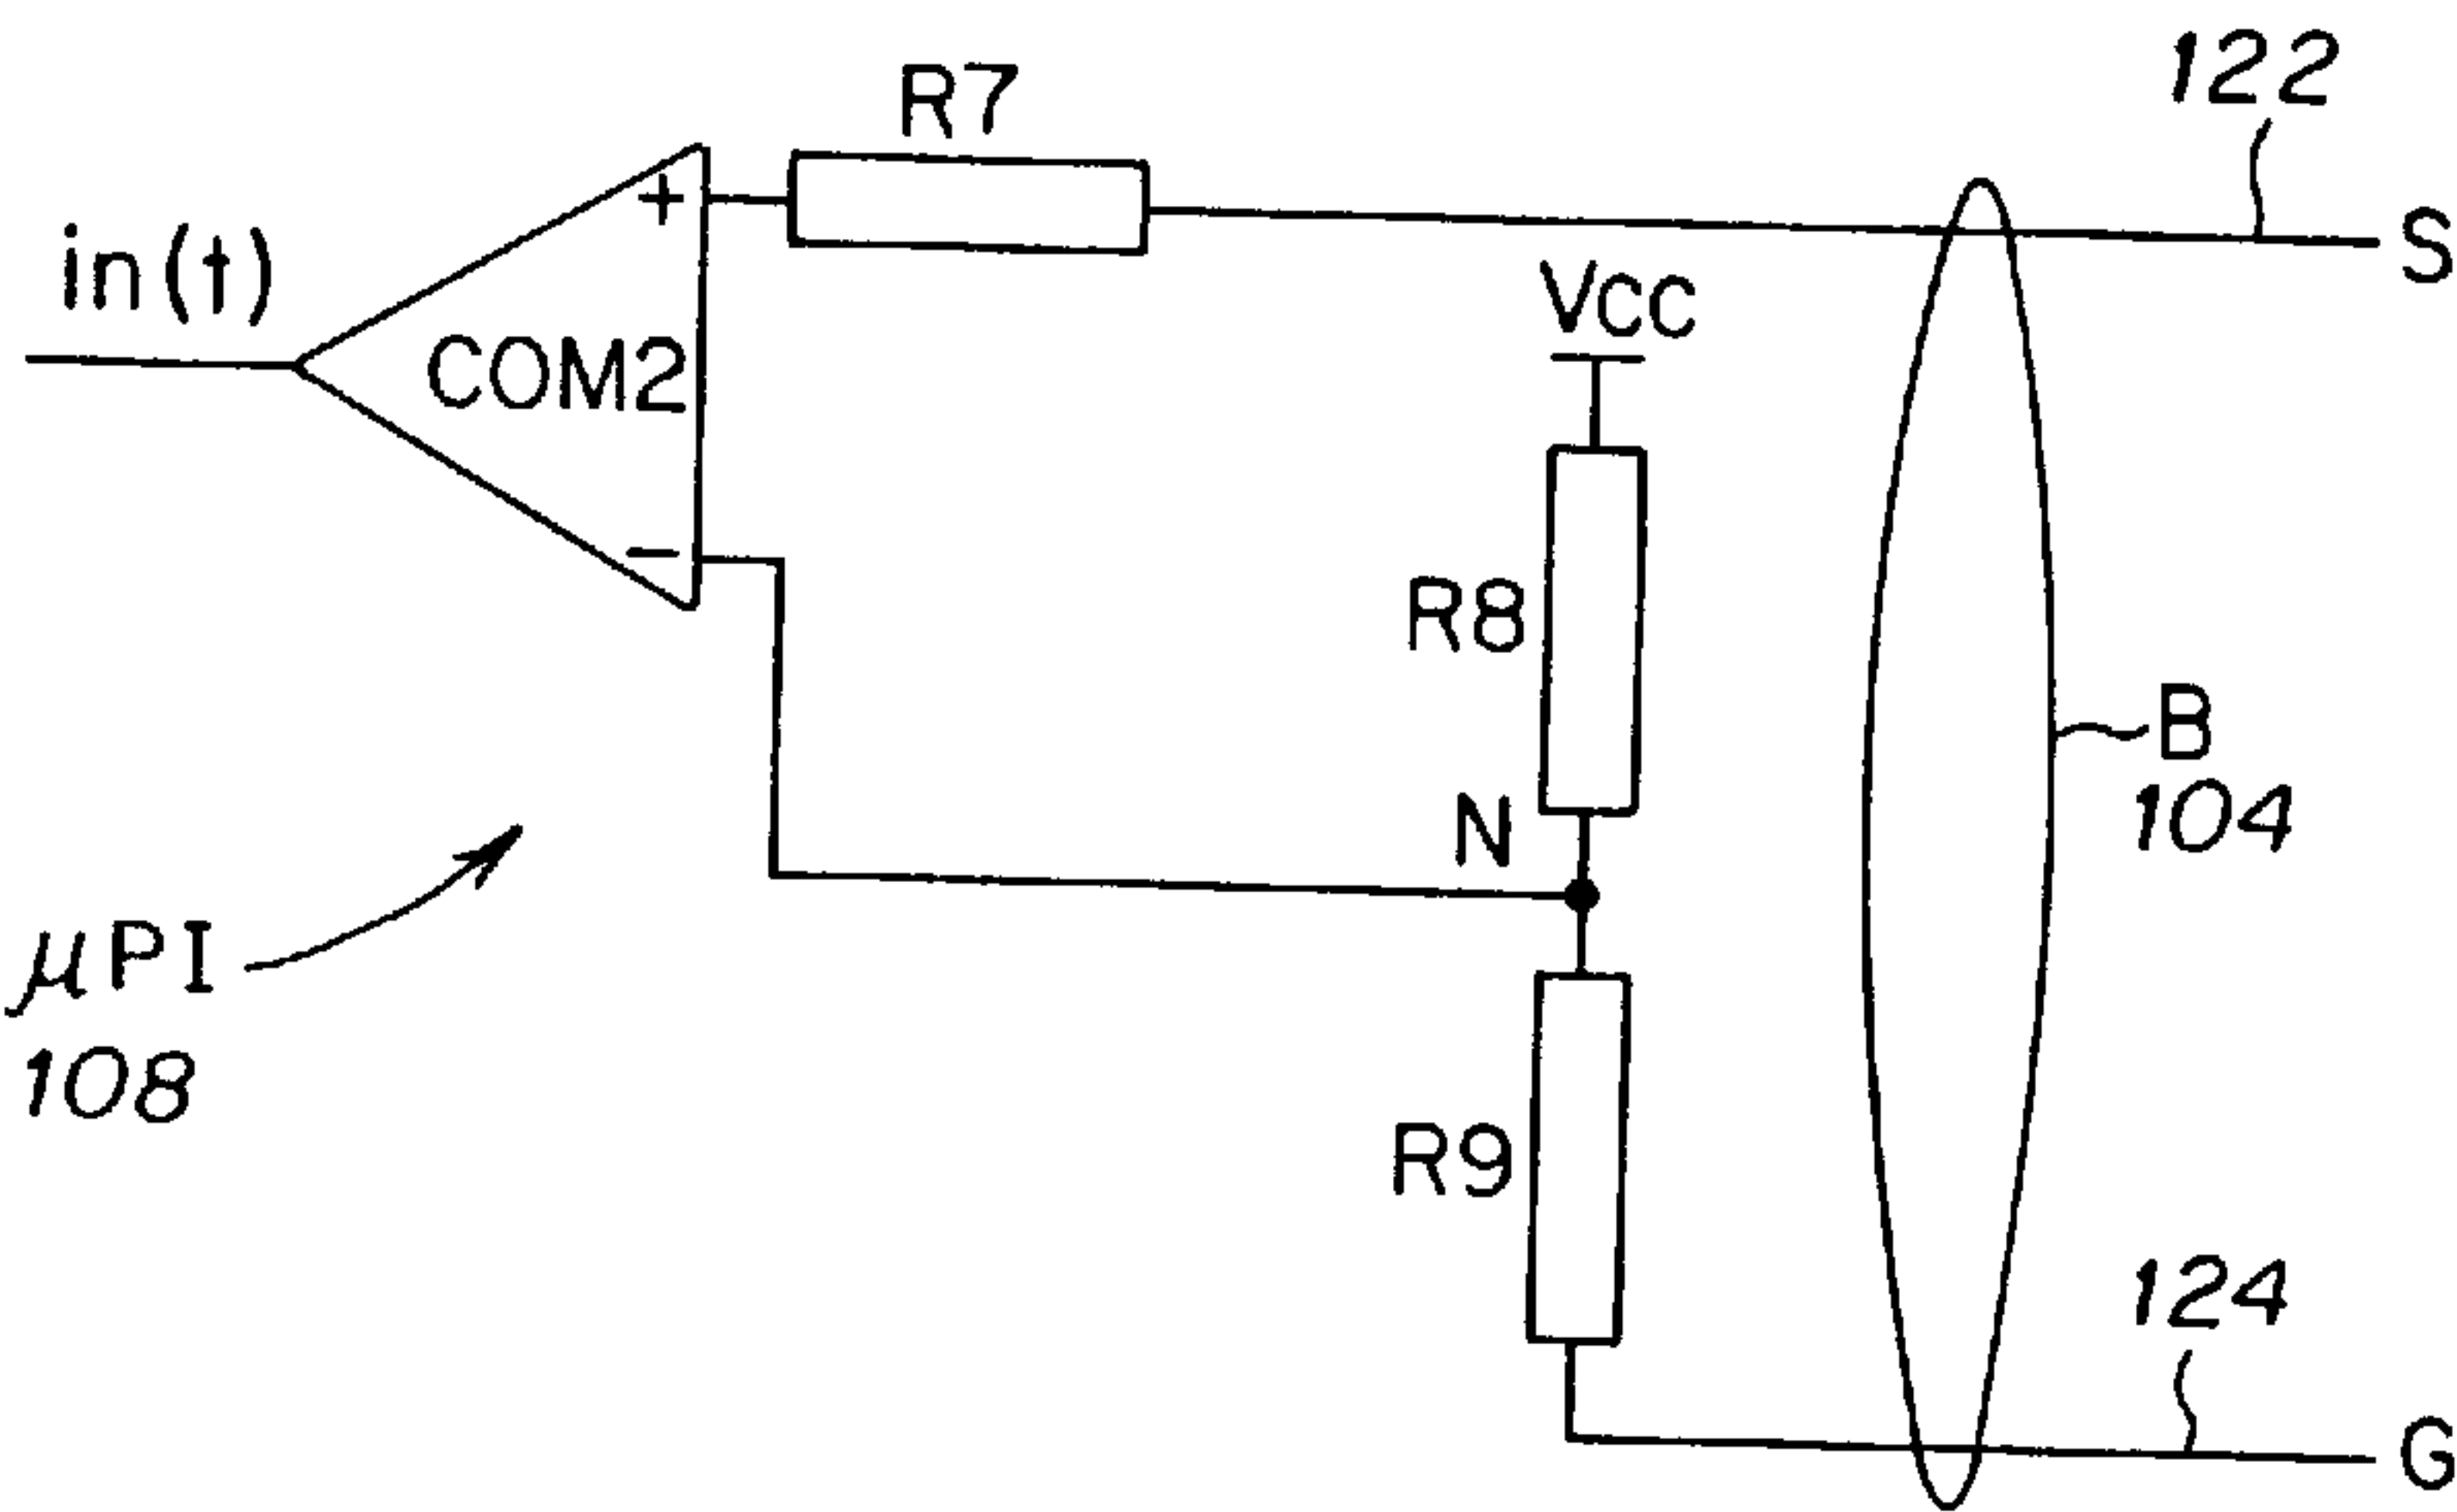 122
R7
+
in(t)
S
VCC
COM2
−
R8
B
104
N
μPI
108
R9
124
G